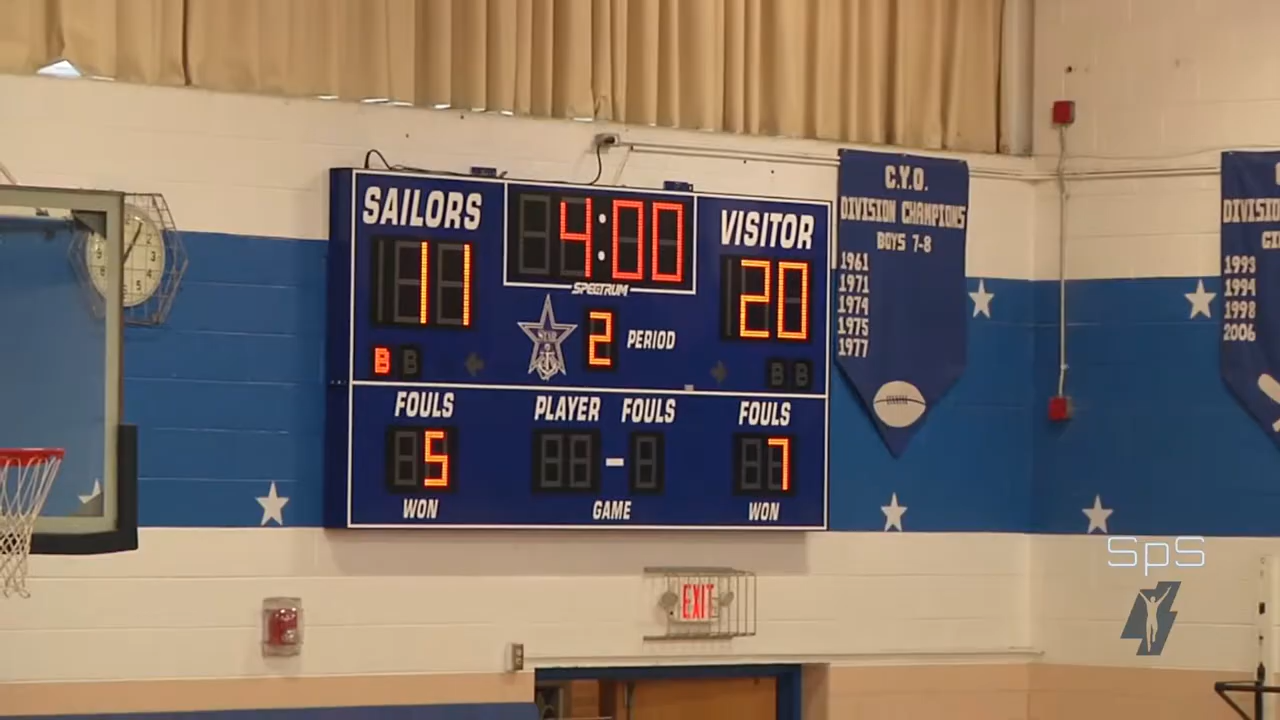 SAILORS
4:00
VISITOR
11
20
SPECTRUM
STAR
2 PERIOD
B
FOULS
PLAYER FOULS
FOULS
5
-
7
WON
GAME
WON
C.Y.O.
DIVISION CHAMPIONS
BOYS 7-8
1961
1971
1974
1975
1977
1993
1994
1998
2006
EXIT
SpS